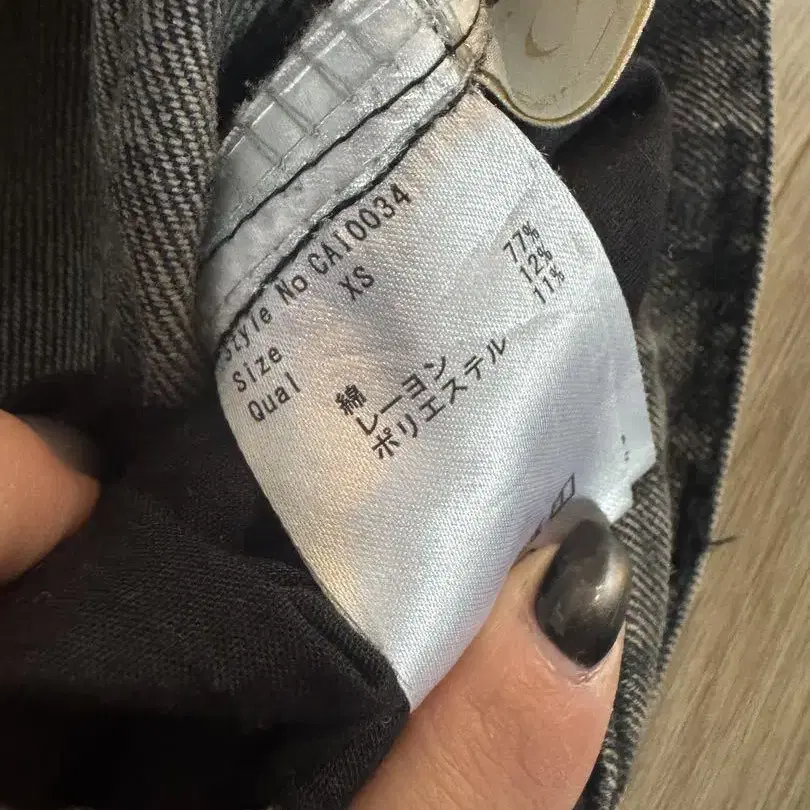 Style No CAI0034
Size XS
Qual
綿 77%
レーヨン 12%
ポリエステル 11%